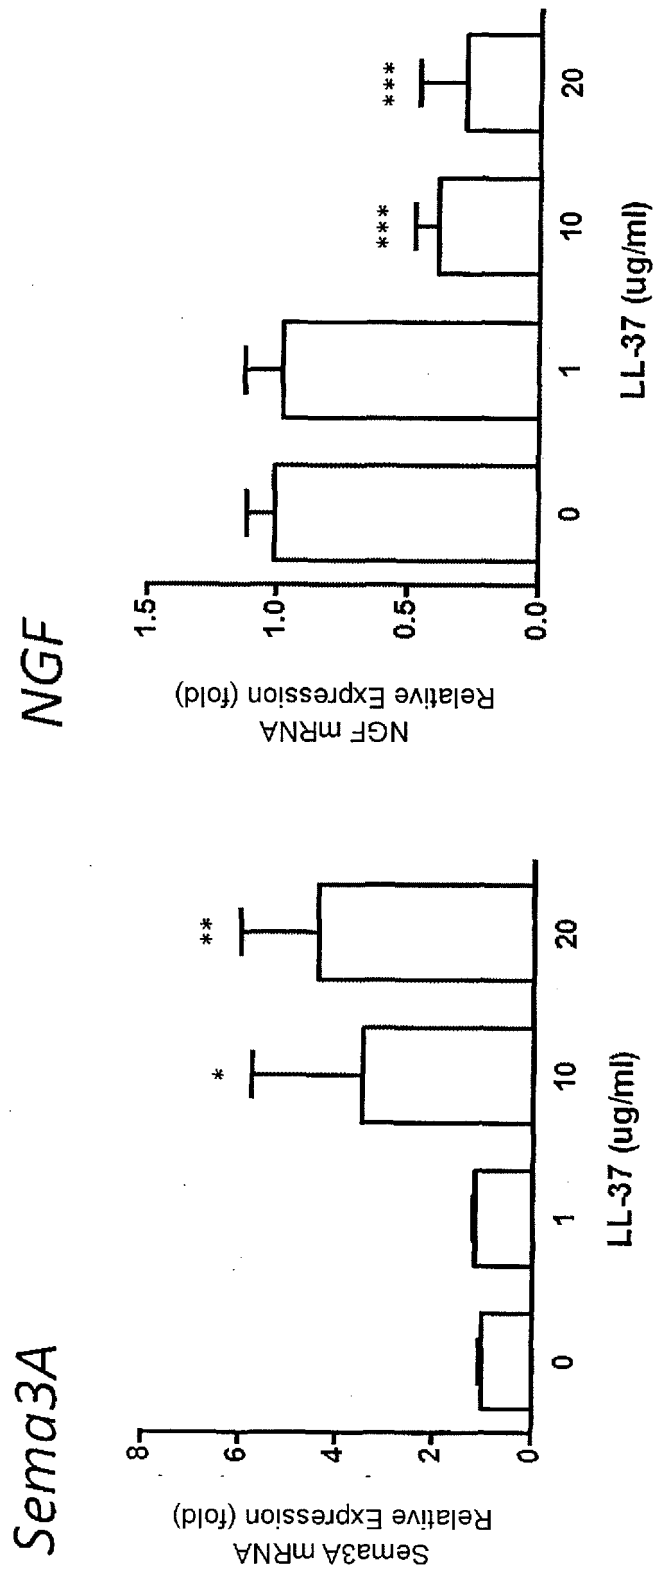 Sema3A
Sema3A mRNA
Relative Expression (fold)
8
6
4
2
0
*
**
0 1 10 20
LL-37 (ug/ml)
NGF
NGF mRNA
Relative Expression (fold)
1.5
1.0
0.5
0.0
***
***
0 1 10 20
LL-37 (ug/ml)